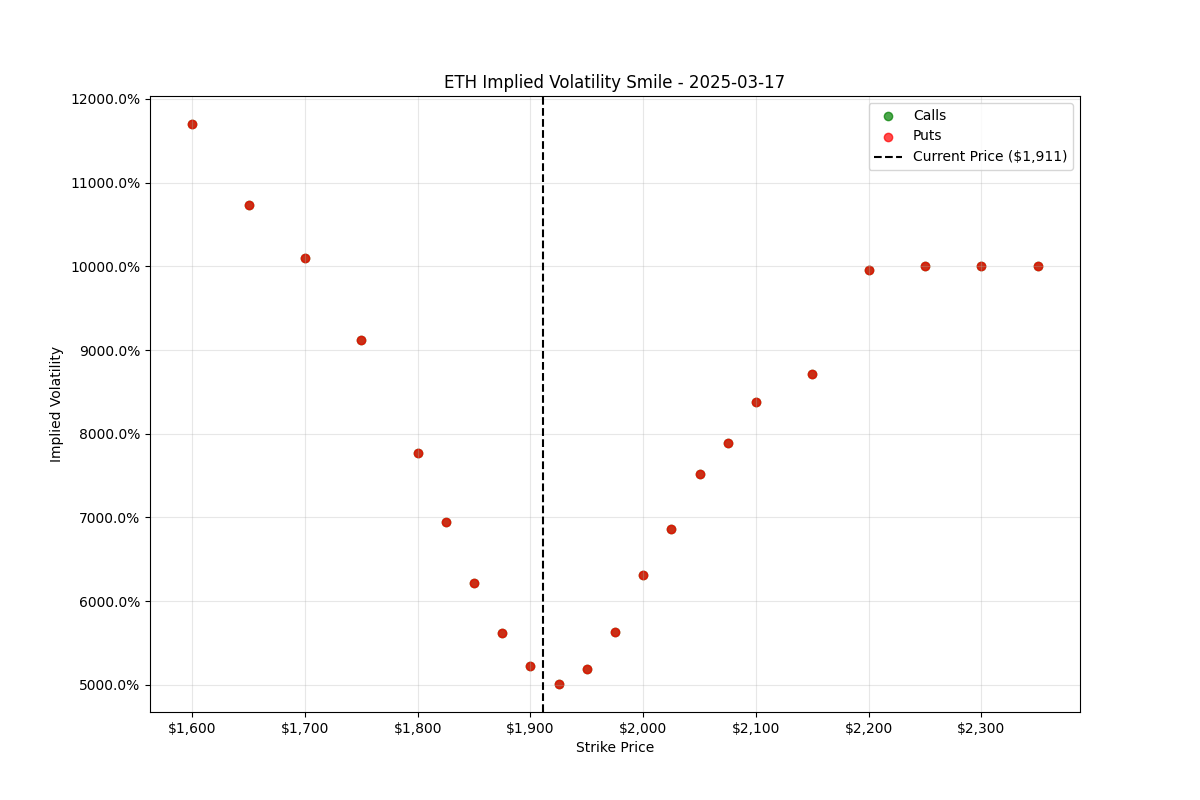 ETH Implied Volatility Smile - 2025-03-17
12000.0%
11000.0%
10000.0%
9000.0%
8000.0%
7000.0%
6000.0%
5000.0%
Implied Volatility
Calls
Puts
Current Price ($1,911)
$1,600
$1,700
$1,800
$1,900
$2,000
$2,100
$2,200
$2,300
Strike Price